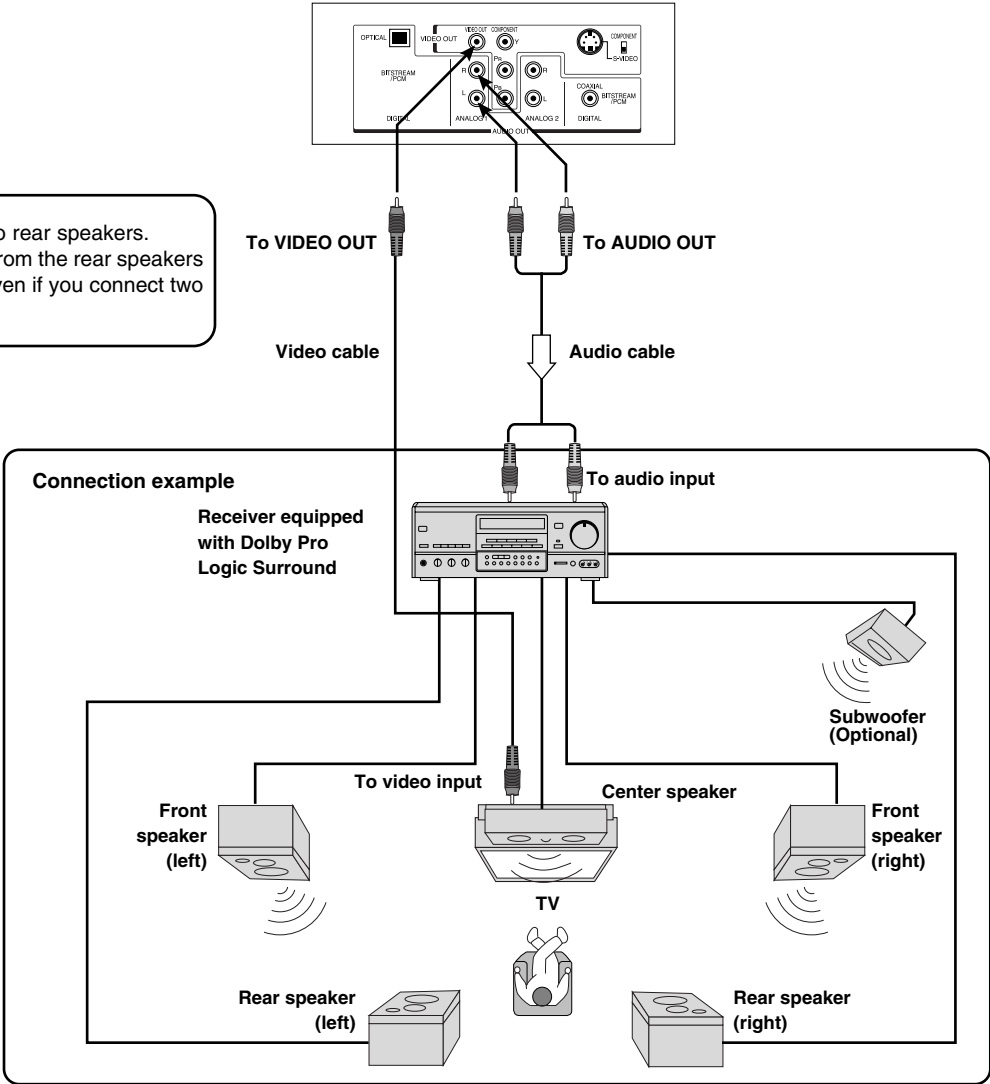 VIDEO OUT COMPONENT
OPTICAL
VIDEO OUT
Y
COMPONENT
S-VIDEO
BITSTREAM
/PCM
R
PR
R
COAXIAL
BITSTREAM
/PCM
L
PB
L
DIGITAL
ANALOG 1
ANALOG 2
DIGITAL
AUDIO OUT
o rear speakers.
rom the rear speakers
ven if you connect two
To VIDEO OUT
To AUDIO OUT
Video cable
Audio cable
Connection example
To audio input
Receiver equipped
with Dolby Pro
Logic Surround
Subwoofer
(Optional)
To video input
Center speaker
Front
speaker
(left)
Front
speaker
(right)
TV
Rear speaker
(left)
Rear speaker
(right)